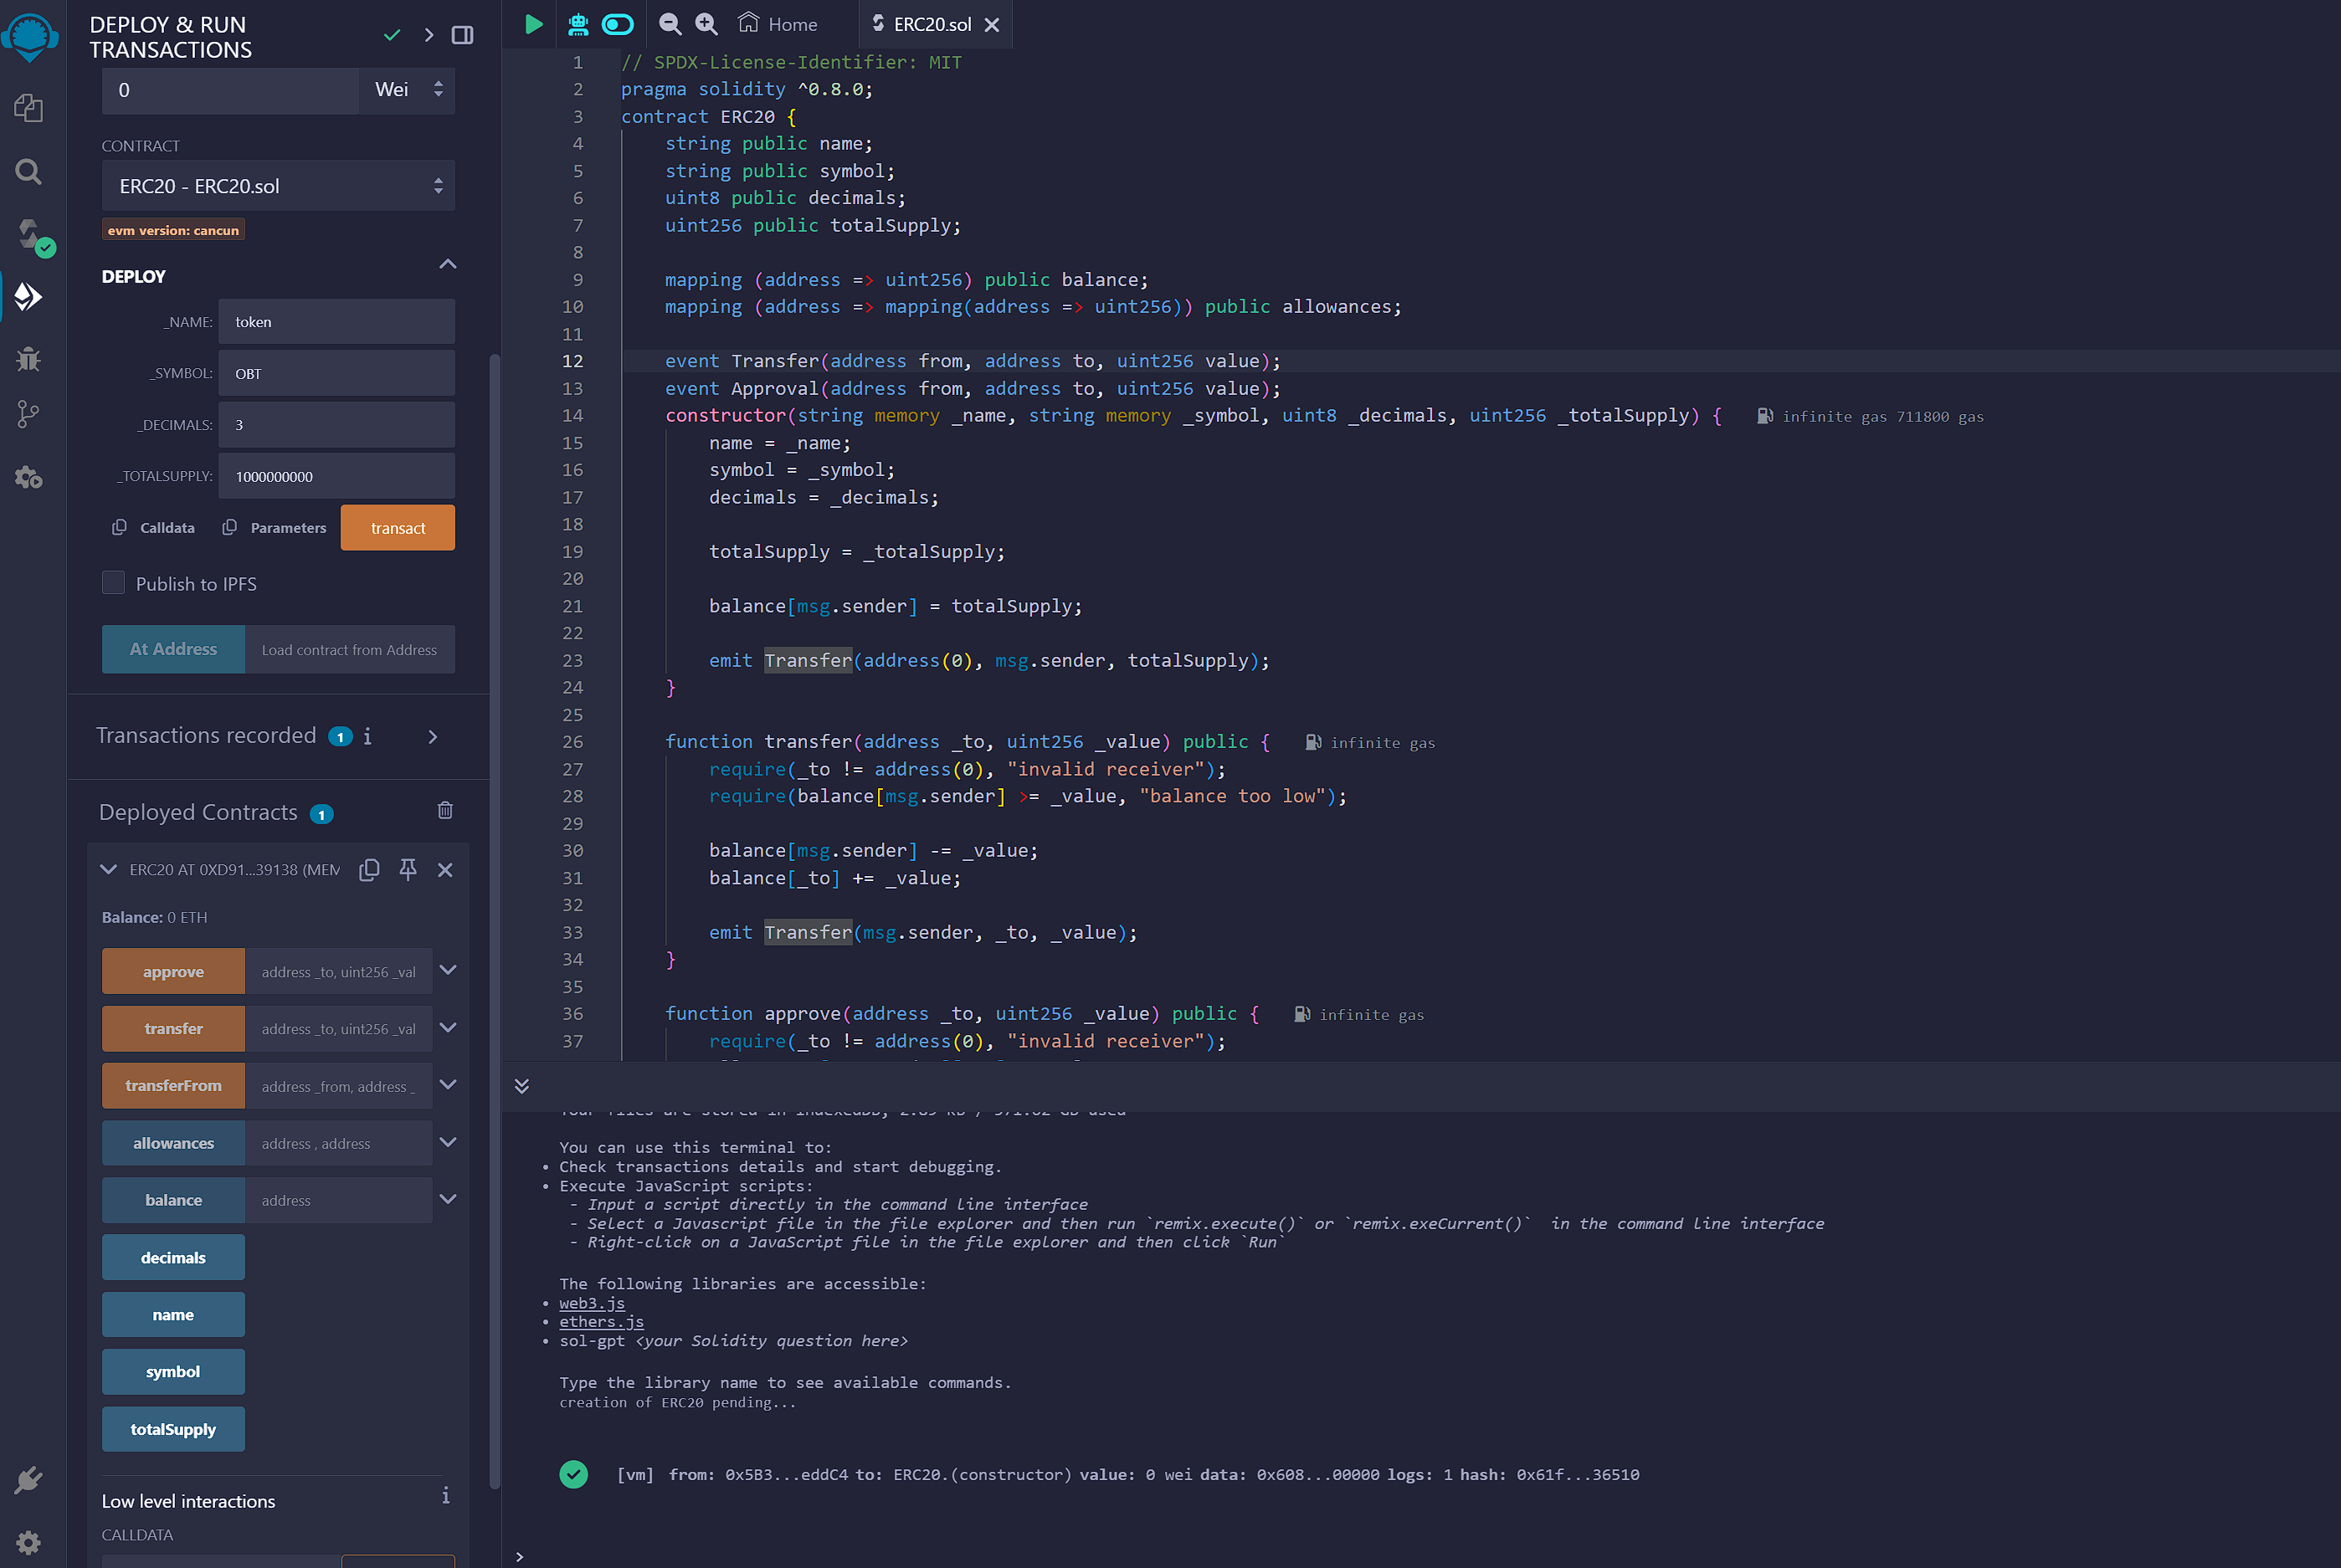 DEPLOY & RUN
TRANSACTIONS
0
Wei
CONTRACT
ERC20 - ERC20.sol
evm version: cancun
DEPLOY
_NAME: token
_SYMBOL: OBT
_DECIMALS: 3
_TOTALSUPPLY: 1000000000
Calldata Parameters transact
Publish to IPFS
At Address Load contract from Address
Transactions recorded 1 i
Deployed Contracts 1
ERC20 AT 0XD91...39138 (MEM
Balance: 0 ETH
approve address _to, uint256 _val
transfer address _to, uint256 _val
transferFrom address _from, address _
allowances address , address
balance address
decimals
name
symbol
totalSupply
Low level interactions i
CALLDATA
Home ERC20.sol
1 // SPDX-License-Identifier: MIT
2 pragma solidity ^0.8.0;
3 contract ERC20 {
4 string public name;
5 string public symbol;
6 uint8 public decimals;
7 uint256 public totalSupply;
8
9 mapping (address => uint256) public balance;
10 mapping (address => mapping(address => uint256)) public allowances;
11
12 event Transfer(address from, address to, uint256 value);
13 event Approval(address from, address to, uint256 value);
14 constructor(string memory _name, string memory _symbol, uint8 _decimals, uint256 _totalSupply) { infinite gas 711800 gas
15 name = _name;
16 symbol = _symbol;
17 decimals = _decimals;
18
19 totalSupply = _totalSupply;
20
21 balance[msg.sender] = totalSupply;
22
23 emit Transfer(address(0), msg.sender, totalSupply);
24 }
25
26 function transfer(address _to, uint256 _value) public { infinite gas
27 require(_to != address(0), "invalid receiver");
28 require(balance[msg.sender] >= _value, "balance too low");
29
30 balance[msg.sender] -= _value;
31 balance[_to] += _value;
32
33 emit Transfer(msg.sender, _to, _value);
34 }
35
36 function approve(address _to, uint256 _value) public { infinite gas
37 require(_to != address(0), "invalid receiver");
Your files are stored in indexedDB, 2.89 KB / 971.62 GB used
You can use this terminal to:
• Check transactions details and start debugging.
• Execute JavaScript scripts:
- Input a script directly in the command line interface
- Select a Javascript file in the file explorer and then run `remix.execute()` or `remix.exeCurrent()` in the command line interface
- Right-click on a JavaScript file in the file explorer and then click `Run`
The following libraries are accessible:
• web3.js
• ethers.js
• sol-gpt <your Solidity question here>
Type the library name to see available commands.
creation of ERC20 pending...
[vm] from: 0x5B3...eddC4 to: ERC20.(constructor) value: 0 wei data: 0x608...00000 logs: 1 hash: 0x61f...36510
>